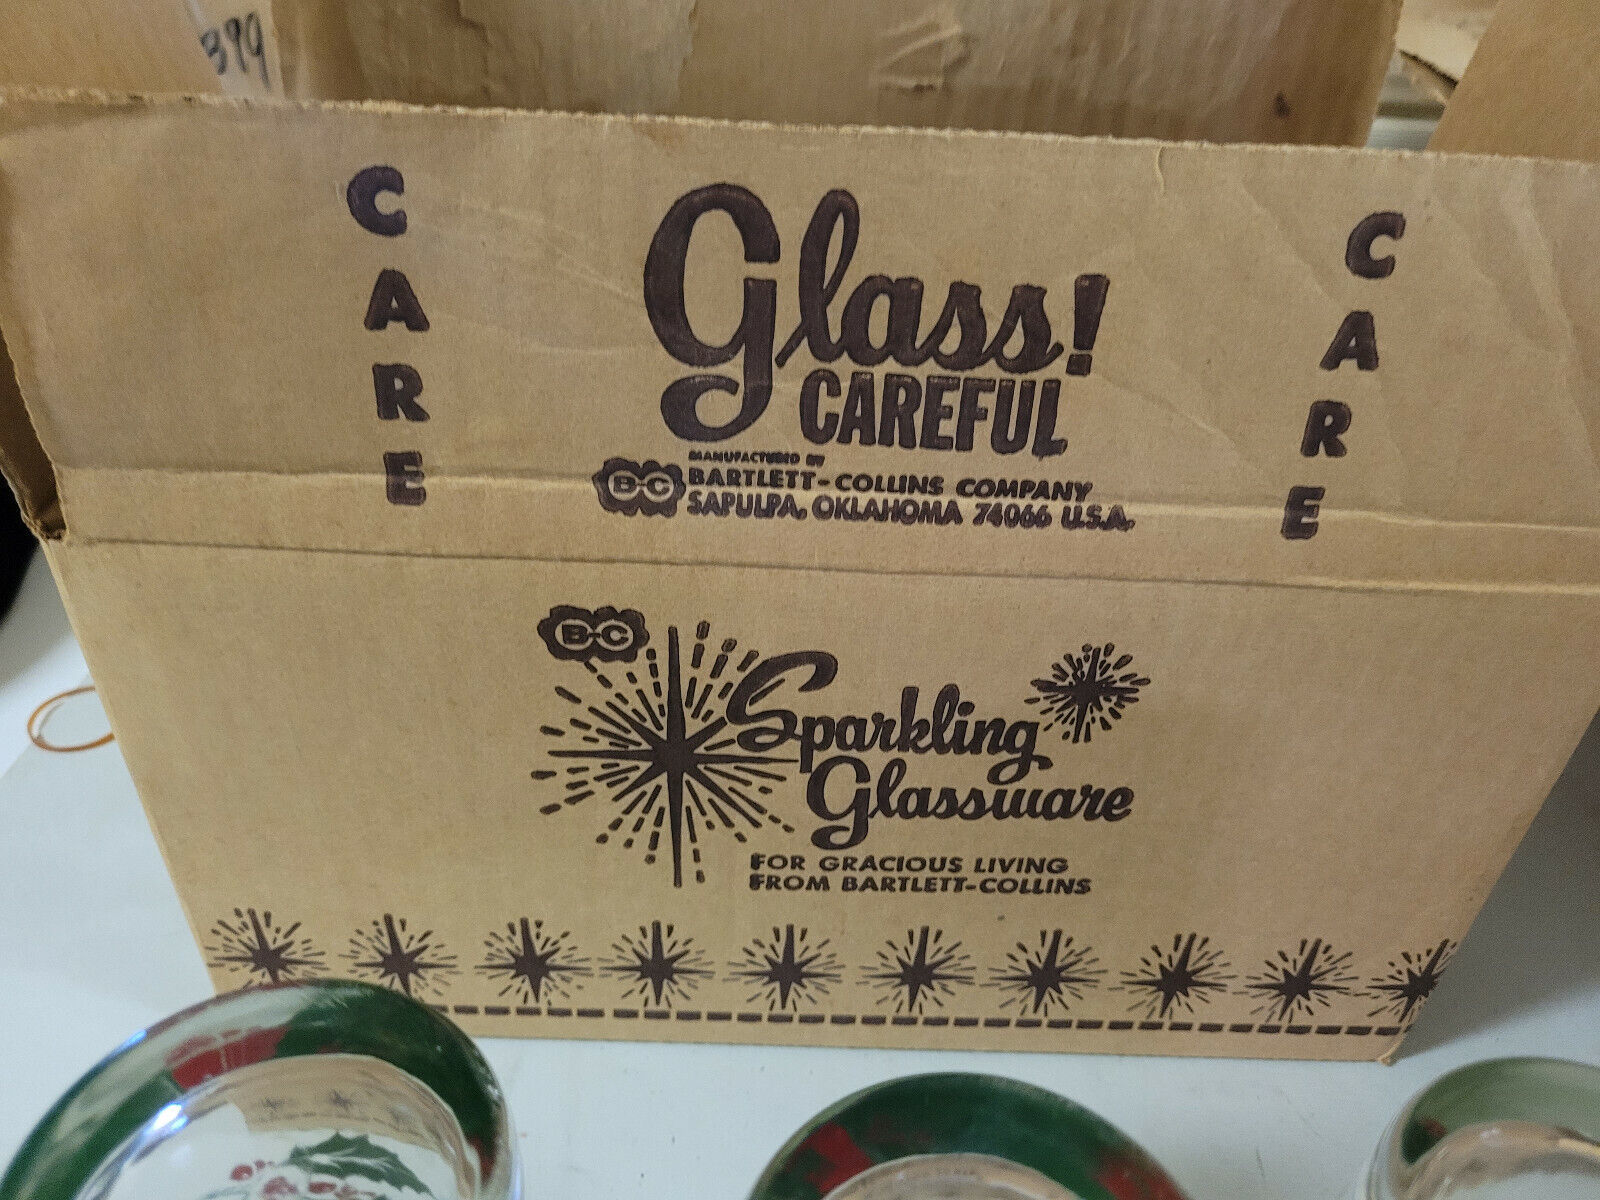 B99
CARE
Glass!
CAREFUL
MANUFACTURED BY
B-C
BARTLETT-COLLINS COMPANY
SAPULPA, OKLAHOMA 74066 U.S.A.
CARE
B-C
Sparkling
Glassware
FOR GRACIOUS LIVING
FROM BARTLETT-COLLINS